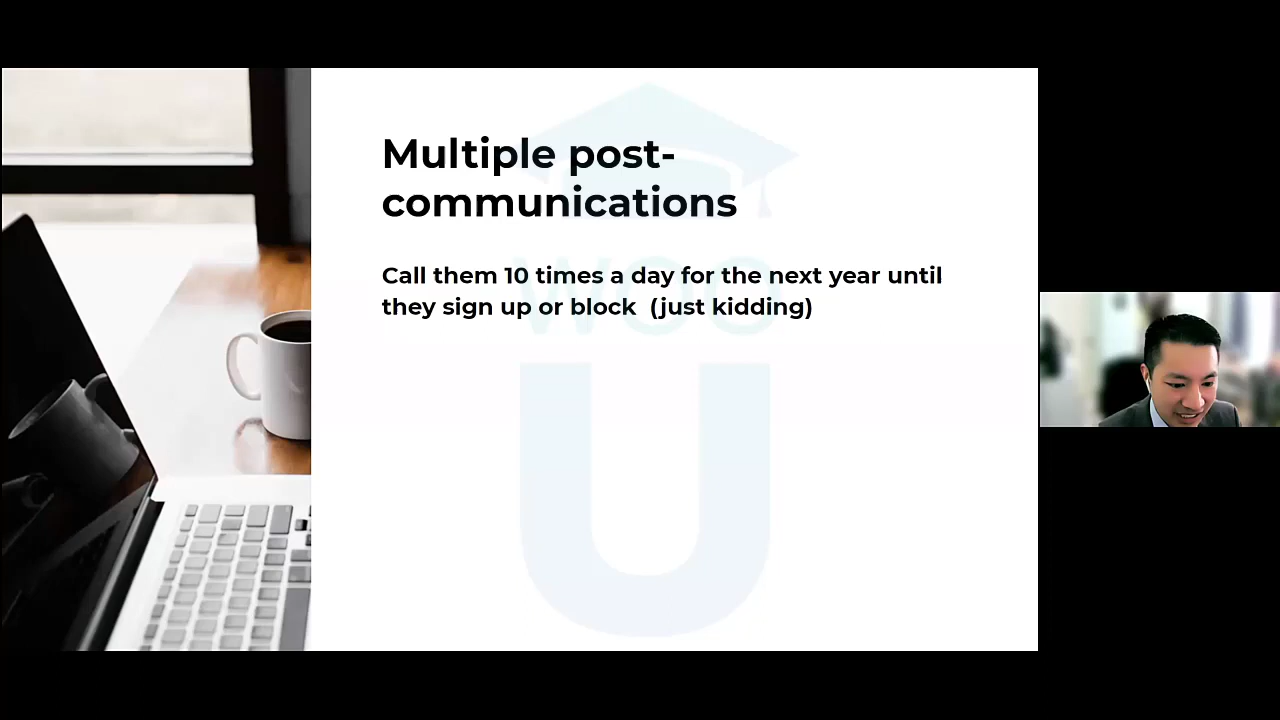 Multiple post-
communications
Call them 10 times a day for the next year until
they sign up or block  (just kidding)
WOO
U